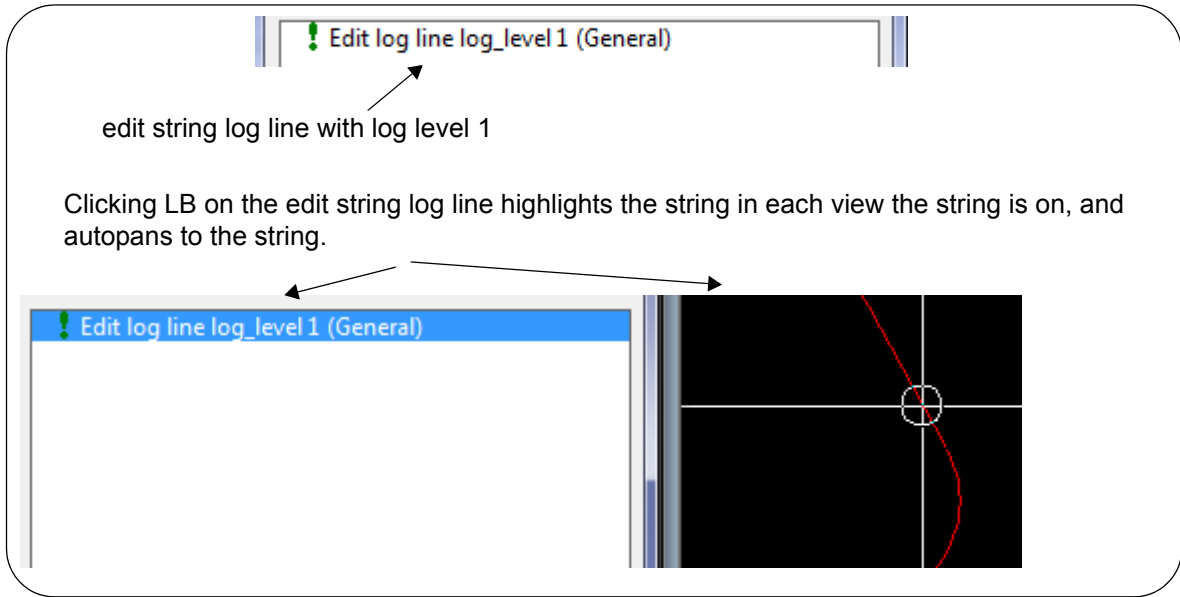 Edit log line log_level 1 (General)
edit string log line with log level 1
Clicking LB on the edit string log line highlights the string in each view the string is on, and
autopans to the string.
Edit log line log_level 1 (General)